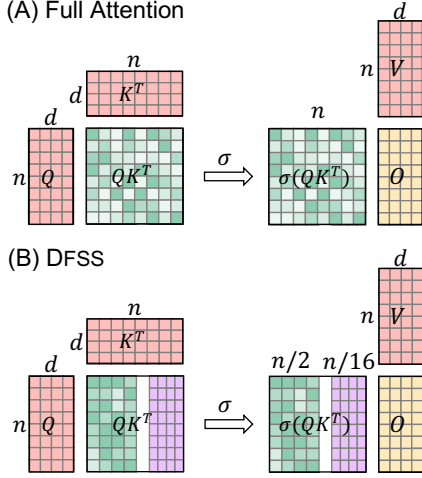 (A) Full Attention
d
n
V
n
d
K^T
d
n
n
Q
QK^T
σ
σ(QK^T)
O
(B) DFSS
d
n
V
n
d
K^T
d
n/2
n/16
n
Q
QK^T
σ
σ(QK^T)
O